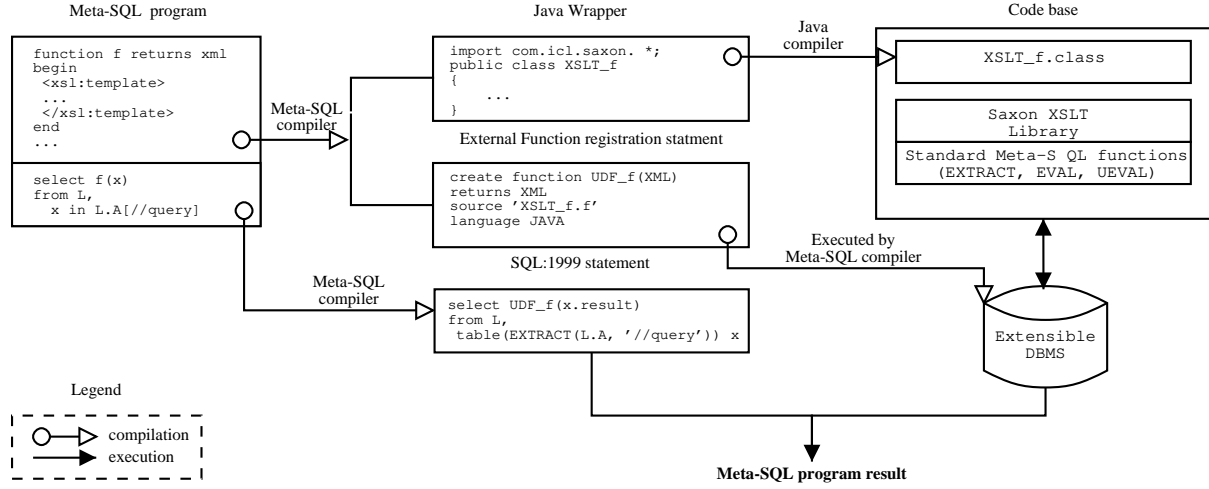 Meta-SQL program
function f returns xml
begin
<xsl:template>
...
</xsl:template>
end
...
select f(x)
from L,
x in L.A[//query]
Meta-SQL
compiler
Java Wrapper
import com.icl.saxon. *;
public class XSLT_f
{
...
}
External Function registration statment
create function UDF_f(XML)
returns XML
source ’XSLT_f.f’
language JAVA
Meta-SQL
compiler
SQL:1999 statement
select UDF_f(x.result)
from L,
table(EXTRACT(L.A, ’//query’)) x
Java
compiler
Code base
XSLT_f.class
Saxon XSLT
Library
Standard Meta-S QL functions
(EXTRACT, EVAL, UEVAL)
Executed by
Meta-SQL compiler
Extensible
DBMS
Legend
compilation
execution
Meta-SQL program result